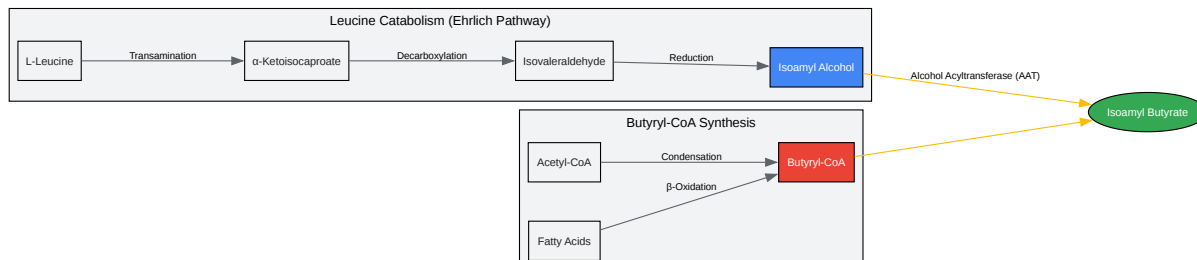 Leucine Catabolism (Ehrlich Pathway)
L-Leucine
Transamination
α-Ketoisocaproate
Decarboxylation
Isovaleraldehyde
Reduction
Isoamyl Alcohol
Alcohol Acyltransferase (AAT)
Isoamyl Butyrate
Butyryl-CoA Synthesis
Acetyl-CoA
Condensation
Butyryl-CoA
β-Oxidation
Fatty Acids